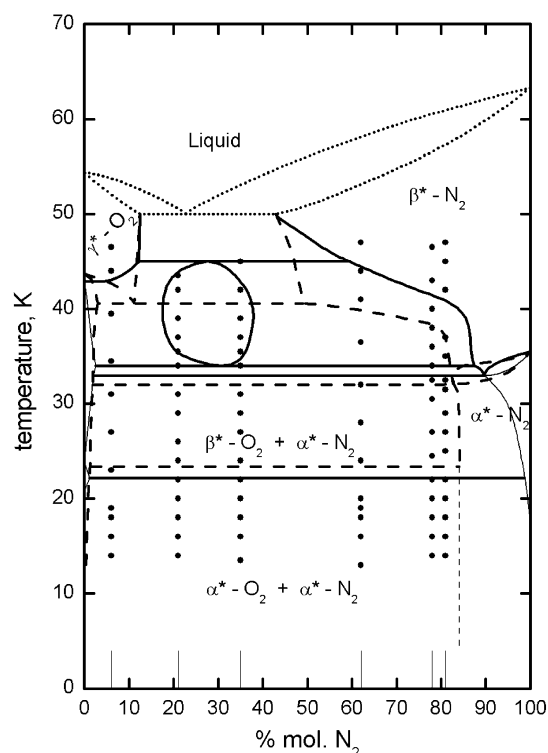 70
60
50
40
30
20
10
0
temperature, K
Liquid
γ* - O₂
β* - N₂
α* - N₂
β* - O₂ + α* - N₂
α* - O₂ + α* - N₂
0 10 20 30 40 50 60 70 80 90 100
% mol. N₂